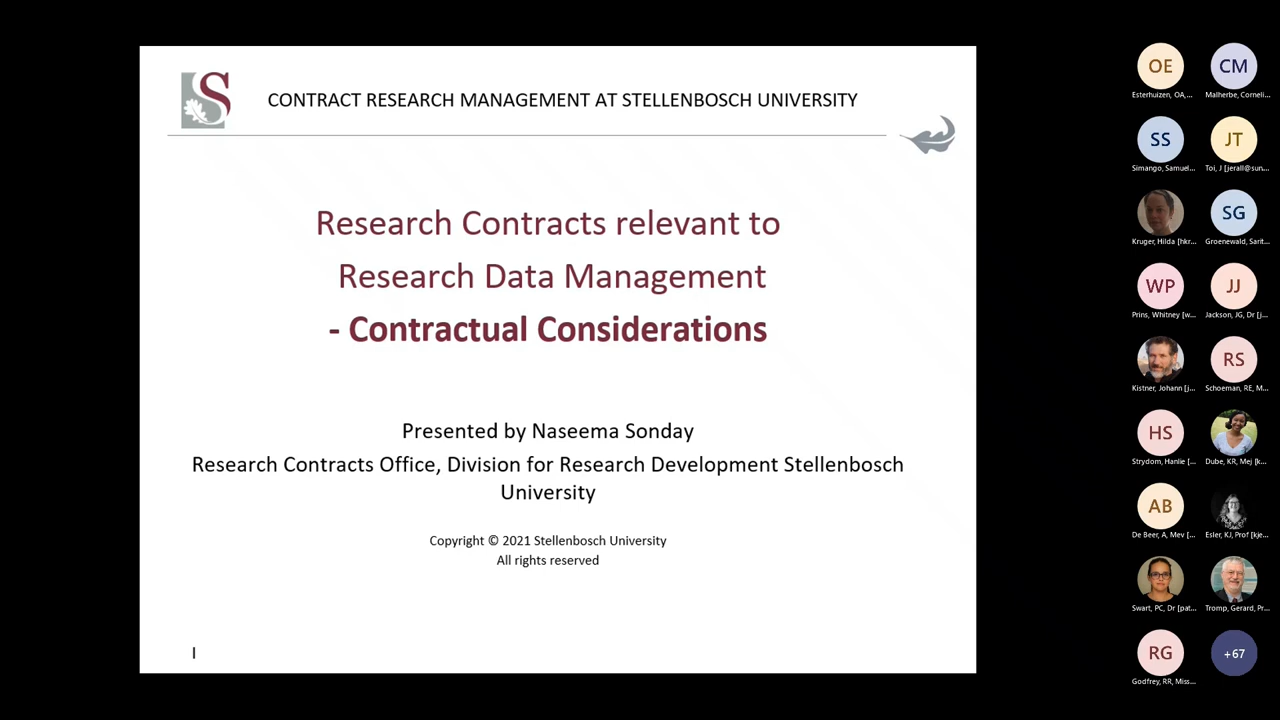 S
CONTRACT RESEARCH MANAGEMENT AT STELLENBOSCH UNIVERSITY
Research Contracts relevant to
Research Data Management
- Contractual Considerations
Presented by Naseema Sonday
Research Contracts Office, Division for Research Development Stellenbosch
University
Copyright © 2021 Stellenbosch University
All rights reserved
I
OE CM
Esterhuizen, OA,... Malherbe, Corneli...
SS JT
Simango, Samuel... Toi, J [jerall@sun...
SG
Kruger, Hilda [hkr... Groenewald, Sarit...
WP JJ
Prins, Whitney [w... Jackson, JG, Dr [j...
RS
Kistner, Johann [j... Schoeman, RE, M...
HS
Strydom, Hanlie [... Dube, KR, Mej [k...
AB
De Beer, A, Mev [... Esler, KJ, Prof [kje...
Swart, PC, Dr [pat... Tromp, Gerard, Pr...
RG +67
Godfrey, RR, Miss...